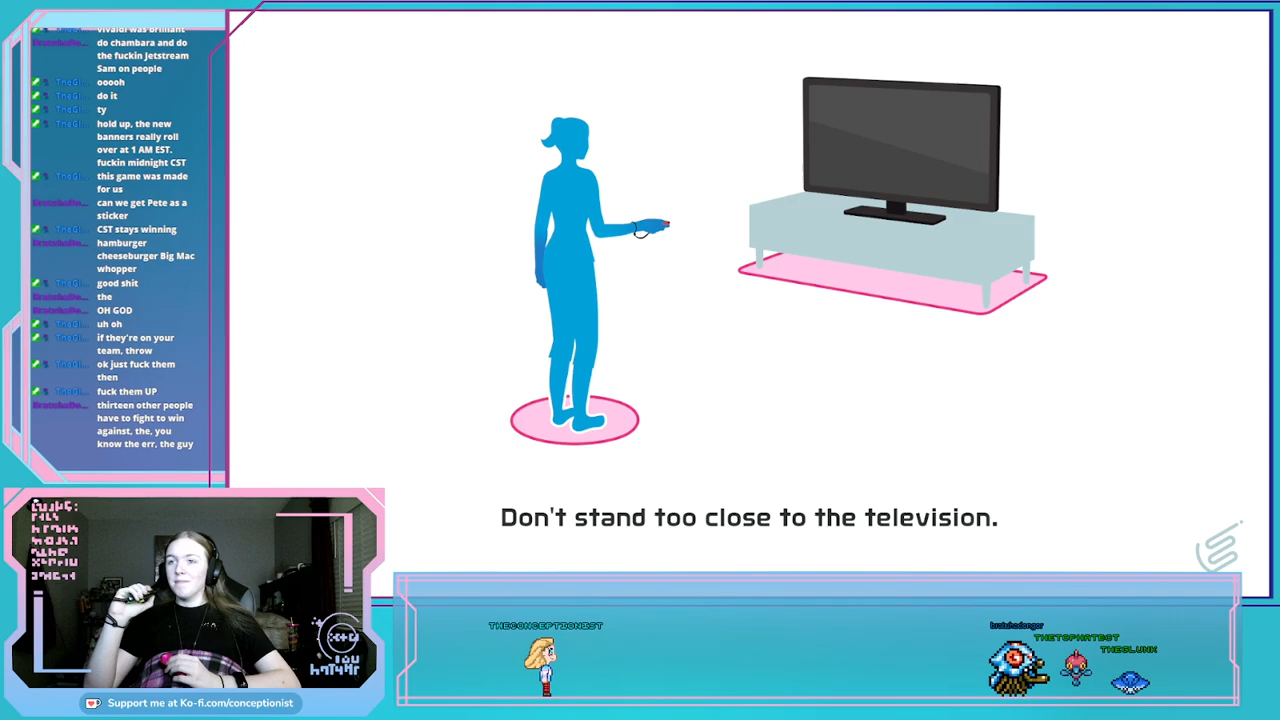 vivaldi was brilliant
do chambara and do
the fuckin Jetstream
Sam on people
ooooh
do it
ty
hold up, the new
banners really roll
over at 1 AM EST.
fuckin midnight CST
this game was made
for us
can we get Pete as a
sticker
CST stays winning
hamburger
cheeseburger Big Mac
whopper
good shit
the
OH GOD
uh oh
if they're on your
team, throw
ok just fuck them
then
fuck them UP
thirteen other people
have to fight to win
against, the, you
know the err, the guy
Don't stand too close to the television.
THECONCEPTIONIST
THETOPHATBOT
THEGLUNK
Support me at Ko-fi.com/conceptionist